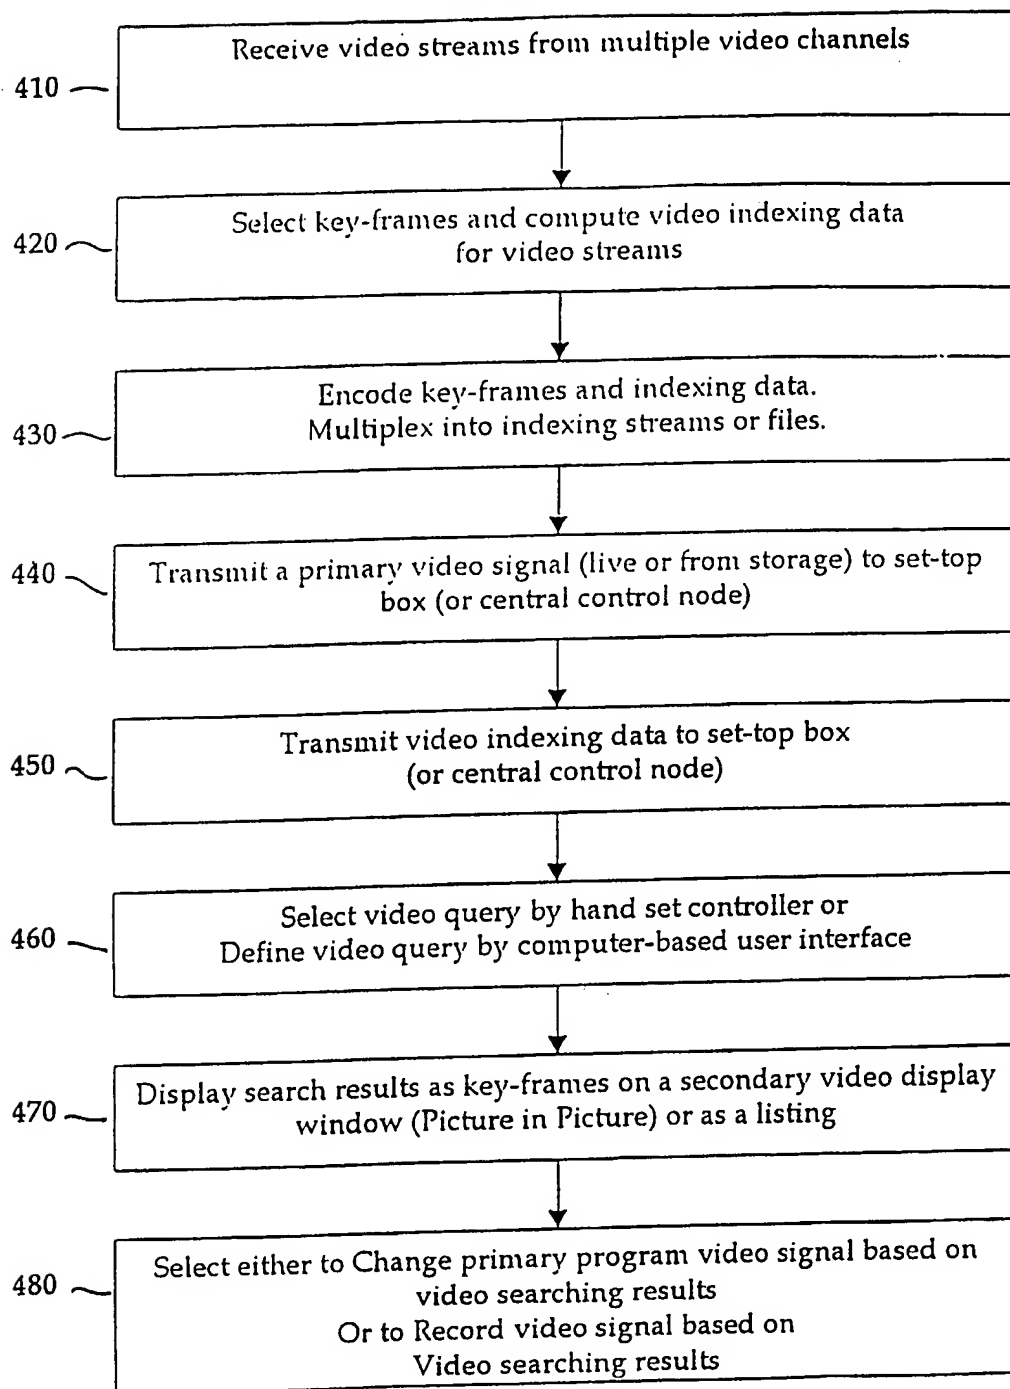 Receive video streams from multiple video channels
410
Select key-frames and compute video indexing data
for video streams
420
Encode key-frames and indexing data.
Multiplex into indexing streams or files.
430
Transmit a primary video signal (live or from storage) to set-top
box (or central control node)
440
Transmit video indexing data to set-top box
(or central control node)
450
Select video query by hand set controller or
Define video query by computer-based user interface
460
Display search results as key-frames on a secondary video display
window (Picture in Picture) or as a listing
470
Select either to Change primary program video signal based on
video searching results
Or to Record video signal based on
Video searching results
480